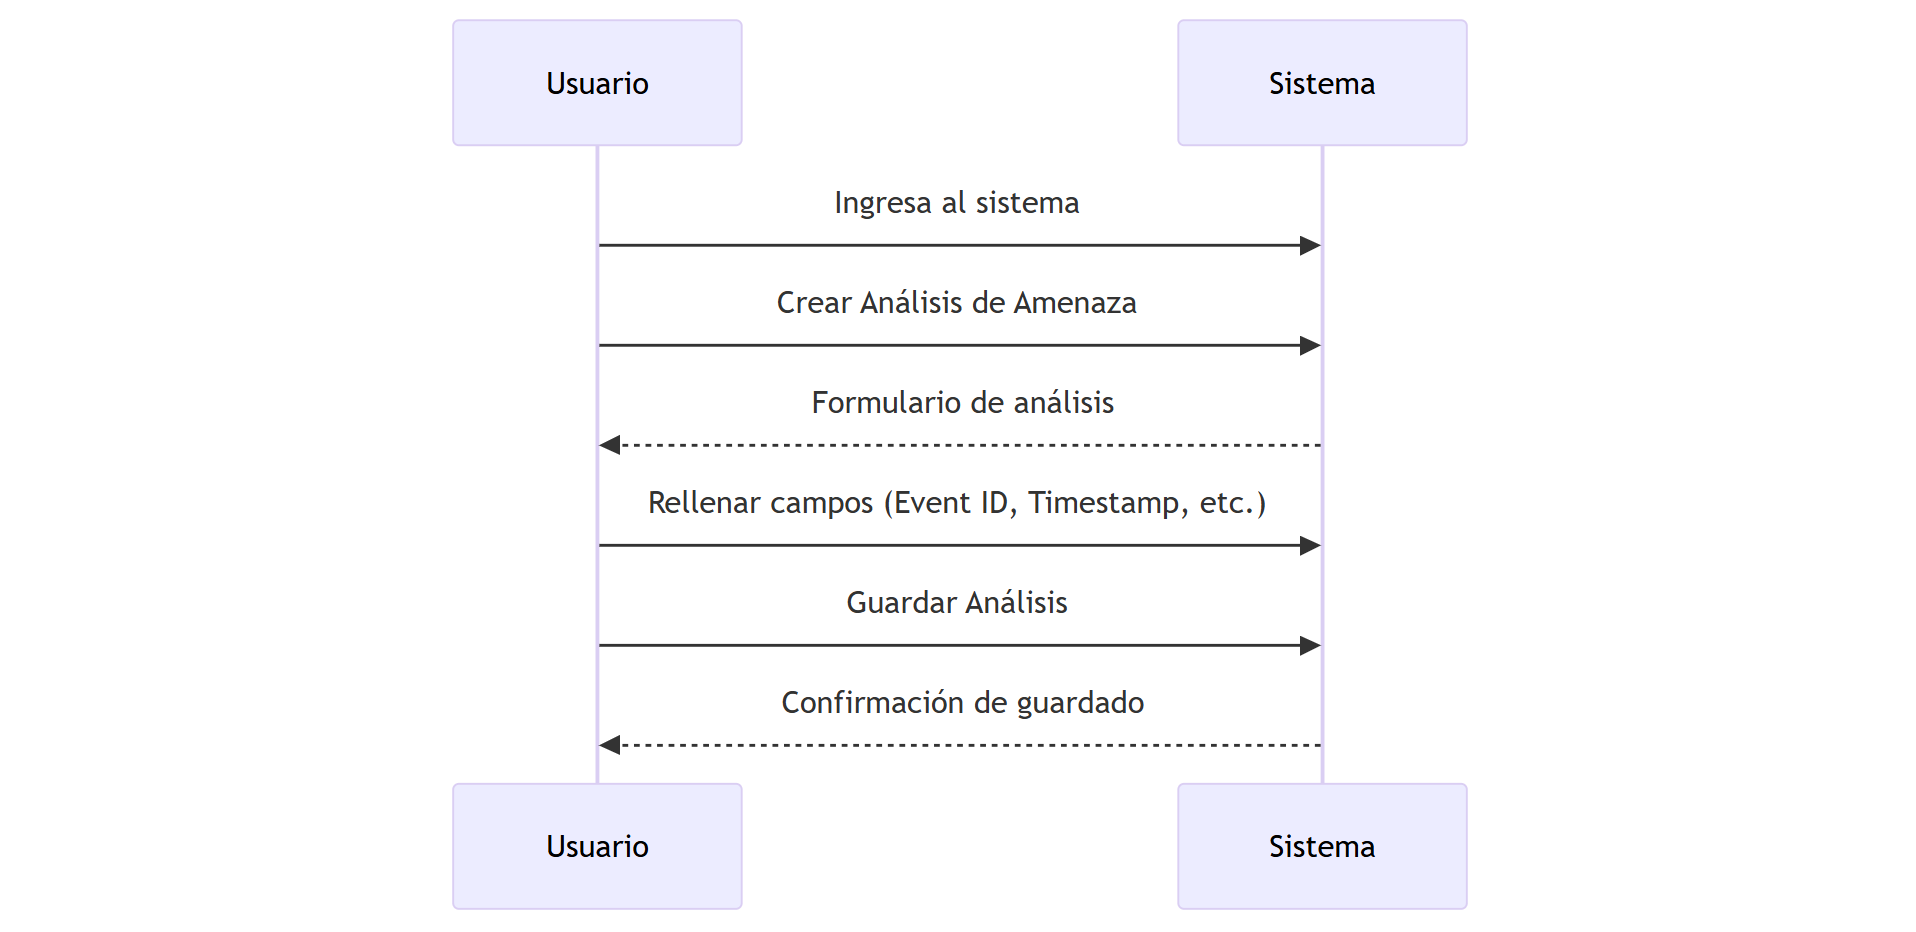 Usuario
Sistema
Ingresa al sistema
Crear Análisis de Amenaza
Formulario de análisis
Rellenar campos (Event ID, Timestamp, etc.)
Guardar Análisis
Confirmación de guardado
Usuario
Sistema